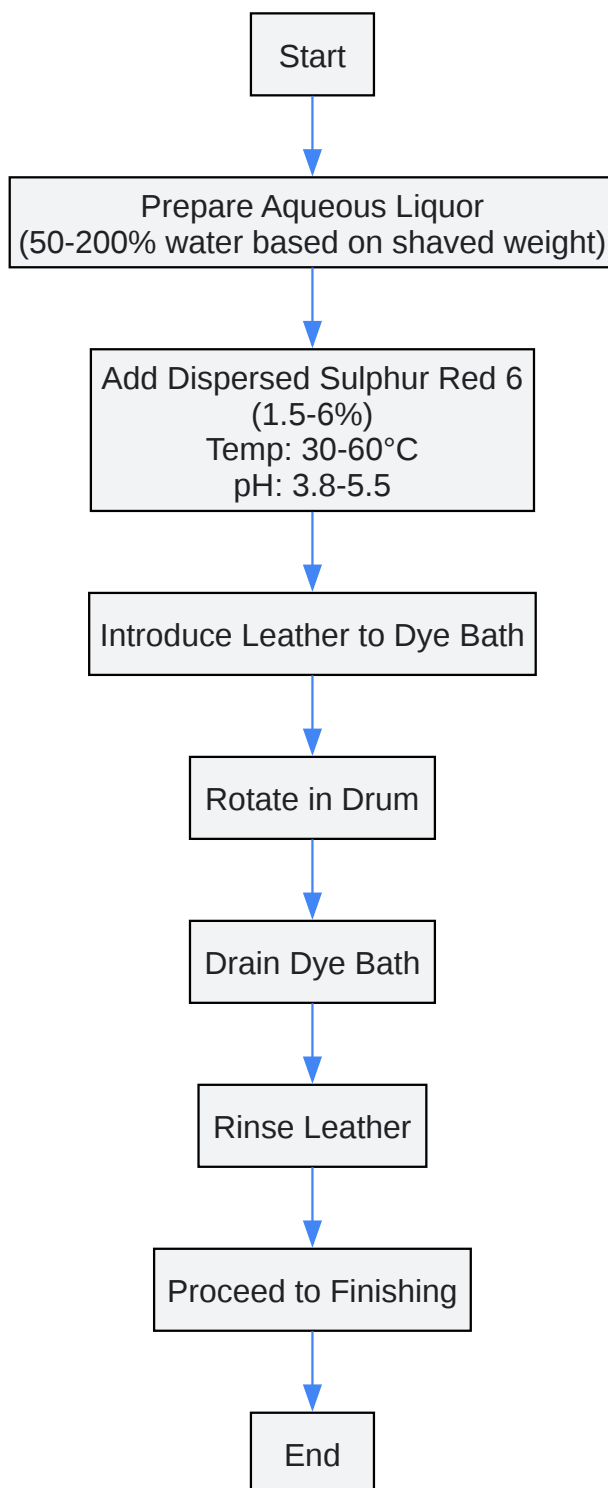 Start
Prepare Aqueous Liquor
(50-200% water based on shaved weight)
Add Dispersed Sulphur Red 6
(1.5-6%)
Temp: 30-60°C
pH: 3.8-5.5
Introduce Leather to Dye Bath
Rotate in Drum
Drain Dye Bath
Rinse Leather
Proceed to Finishing
End